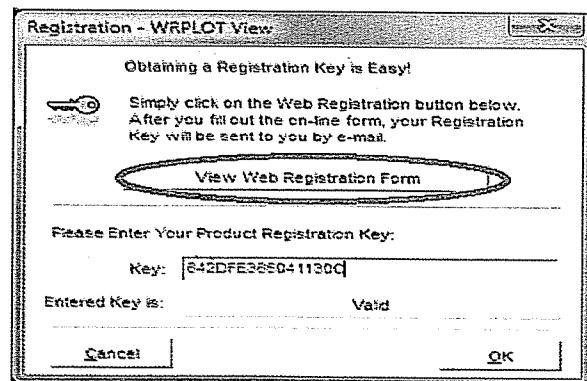 Registration - WRPLOT View
Obtaining a Registration Key is Easy!
Simply click on the Web Registration button below.
After you fill out the on-line form, your Registration
Key will be sent to you by e-mail.
View Web Registration Form
Please Enter Your Product Registration Key:
Key:
Entered Key is: Valid
Cancel
OK